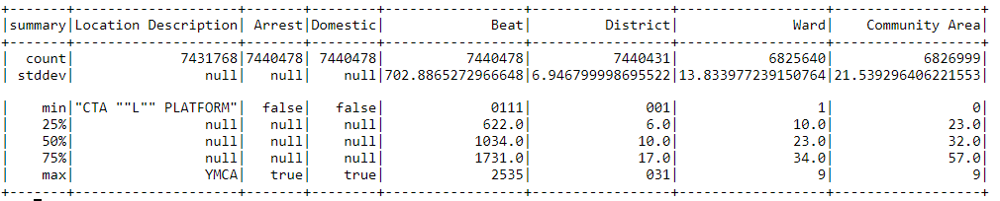 +-------+--------------------+-------+--------+-----------------+-----------------+------------------+------------------+
|summary|Location Description| Arrest|Domestic| Beat| District| Ward| Community Area|
+-------+--------------------+-------+--------+-----------------+-----------------+------------------+------------------+
| count| 7431768|7440478| 7440478| 7440478| 7440431| 6825640| 6826999|
| stddev| null| null| null|702.8865272966648|6.946799998695522|13.833977239150764|21.539296406221553|
| min|"CTA ""L"" PLATFORM"| false| false| 0111| 001| 1| 0|
| 25%| null| null| null| 622.0| 6.0| 10.0| 23.0|
| 50%| null| null| null| 1034.0| 10.0| 23.0| 32.0|
| 75%| null| null| null| 1731.0| 17.0| 34.0| 57.0|
| max| YMCA| true| true| 2535| 031| 9| 9|
+-------+--------------------+-------+--------+-----------------+-----------------+------------------+------------------+